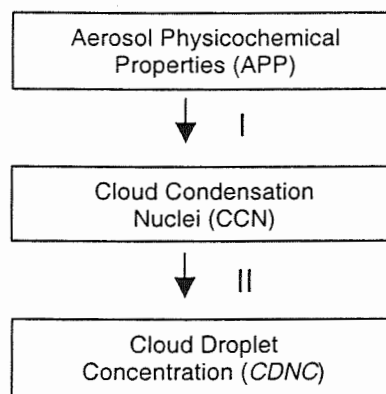 Aerosol Physicochemical
Properties (APP)
I
Cloud Condensation
Nuclei (CCN)
II
Cloud Droplet
Concentration (CDNC)